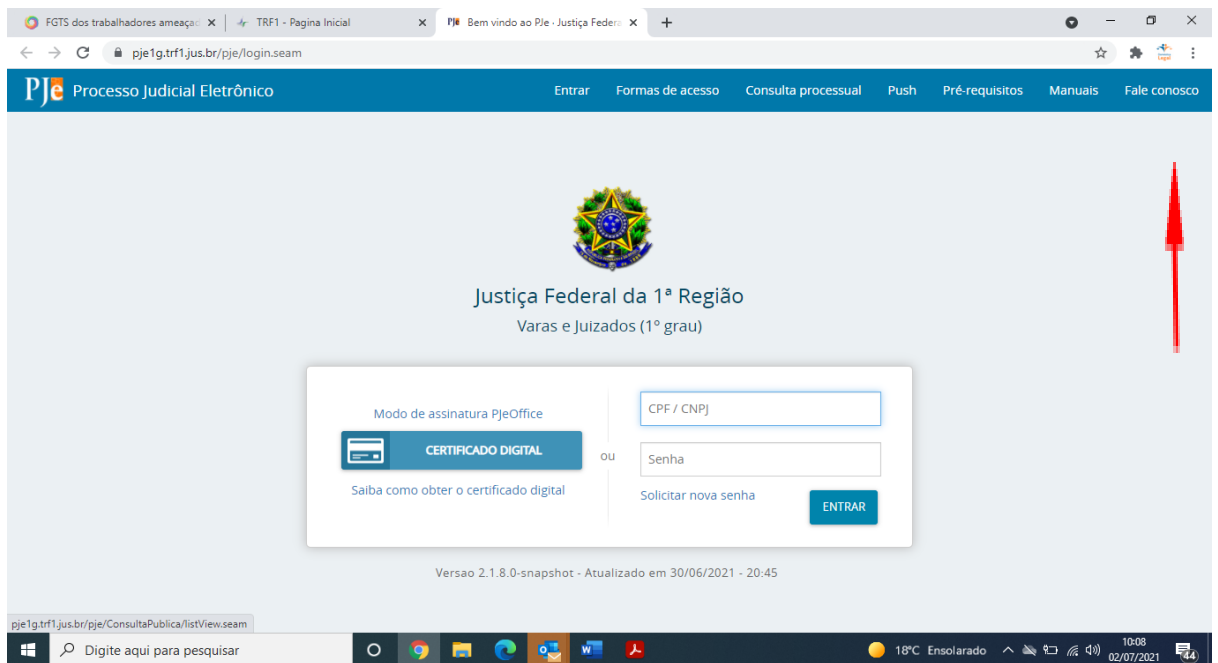 FGTS dos trabalhadores ameaçad
TRF1 - Pagina Inicial
PJe Bem vindo ao PJe · Justiça Federa
pje1g.trf1.jus.br/pje/login.seam
PJe Processo Judicial Eletrônico
Entrar Formas de acesso Consulta processual Push Pré-requisitos Manuais Fale conosco
Justiça Federal da 1ª Região
Varas e Juizados (1º grau)
Modo de assinatura PJeOffice
CERTIFICADO DIGITAL
Saiba como obter o certificado digital
ou
CPF / CNPJ
Senha
Solicitar nova senha
ENTRAR
Versao 2.1.8.0-snapshot - Atualizado em 30/06/2021 - 20:45
pje1g.trf1.jus.br/pje/ConsultaPublica/listView.seam
Digite aqui para pesquisar
18°C Ensolarado
10:08
02/07/2021
44